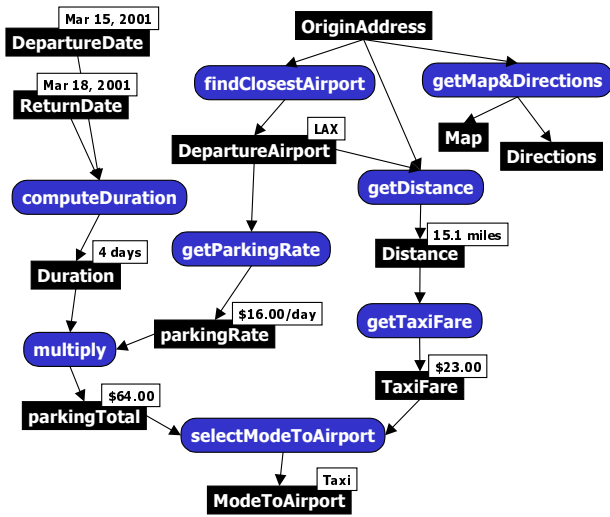 Mar 15, 2001
OriginAddress
DepartureDate
findClosestAirport
getMap&Directions
Mar 18, 2001
ReturnDate
LAX
Map
DepartureAirport
Directions
computeDuration
getDistance
15.1 miles
4 days
getParkingRate
Distance
Duration
$16.00/day
getTaxiFare
parkingRate
multiply
$23.00
TaxiFare
$64.00
parkingTotal
selectModeToAirport
Taxi
ModeToAirport